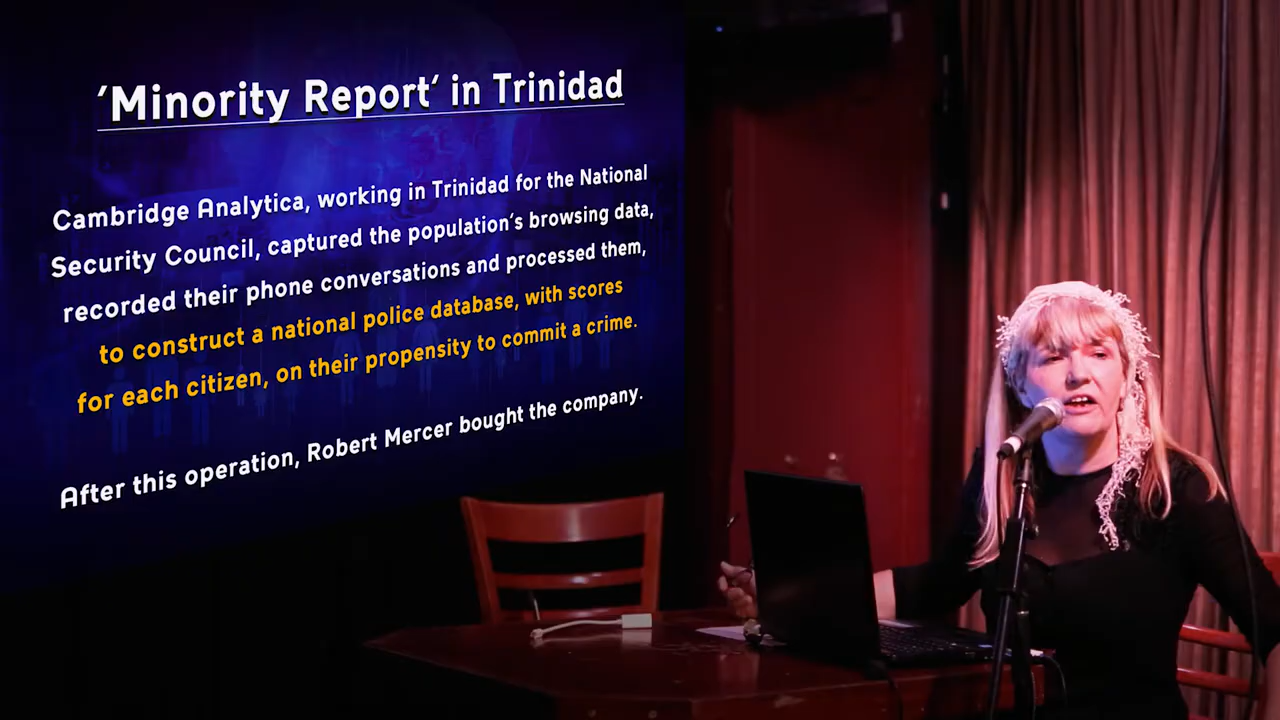 ‘Minority Report’ in Trinidad
Cambridge Analytica, working in Trinidad for the National
Security Council, captured the population’s browsing data,
recorded their phone conversations and processed them,
to construct a national police database, with scores
for each citizen, on their propensity to commit a crime.
After this operation, Robert Mercer bought the company.